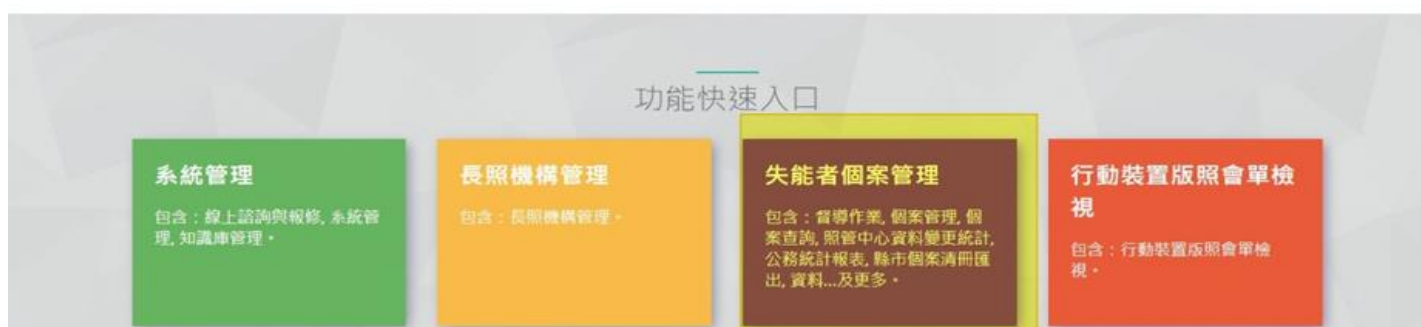 功能快速入口
系統管理
包含：線上諮詢與報修, 系統管
理, 知識庫管理。
長照機構管理
包含：長照機構管理。
失能者個案管理
包含：督導作業, 個案管理, 個
案查詢, 照管中心資料變更統計,
公務統計報表, 縣市個案清冊匯
出, 資料...及更多。
行動裝置版照會單檢
視
包含：行動裝置版照會單檢
視。